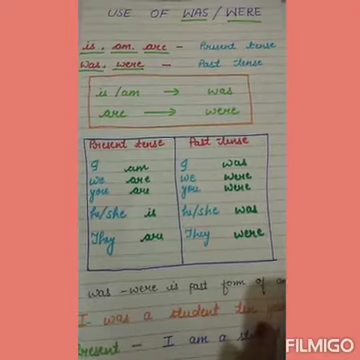 USE OF WAS / WERE
is, am, are - Present tense
was, were - Past tense
is / am → was
are → were
Present tense Past tense
I am I was
we are we were
you are you were
he/she is he/she was
They are They were
was - were is past form of
I was a student
Present - I am a
FILMIGO